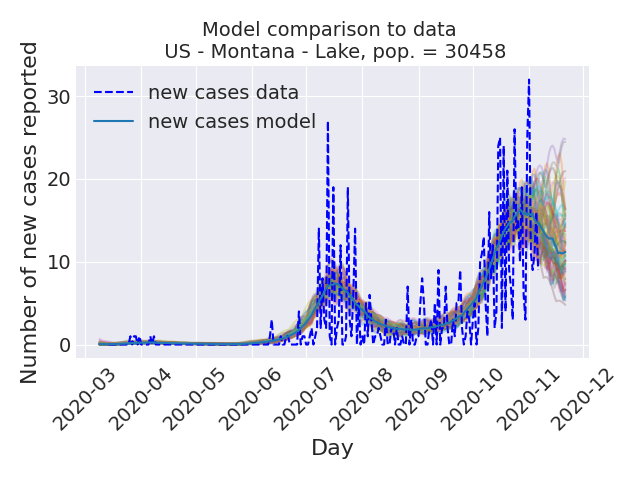 Model comparison to data
US - Montana - Lake, pop. = 30458
Number of new cases reported
30
20
10
0
new cases data
new cases model
2020-03
2020-04
2020-05
2020-06
2020-07
2020-08
2020-09
2020-10
2020-11
2020-12
Day